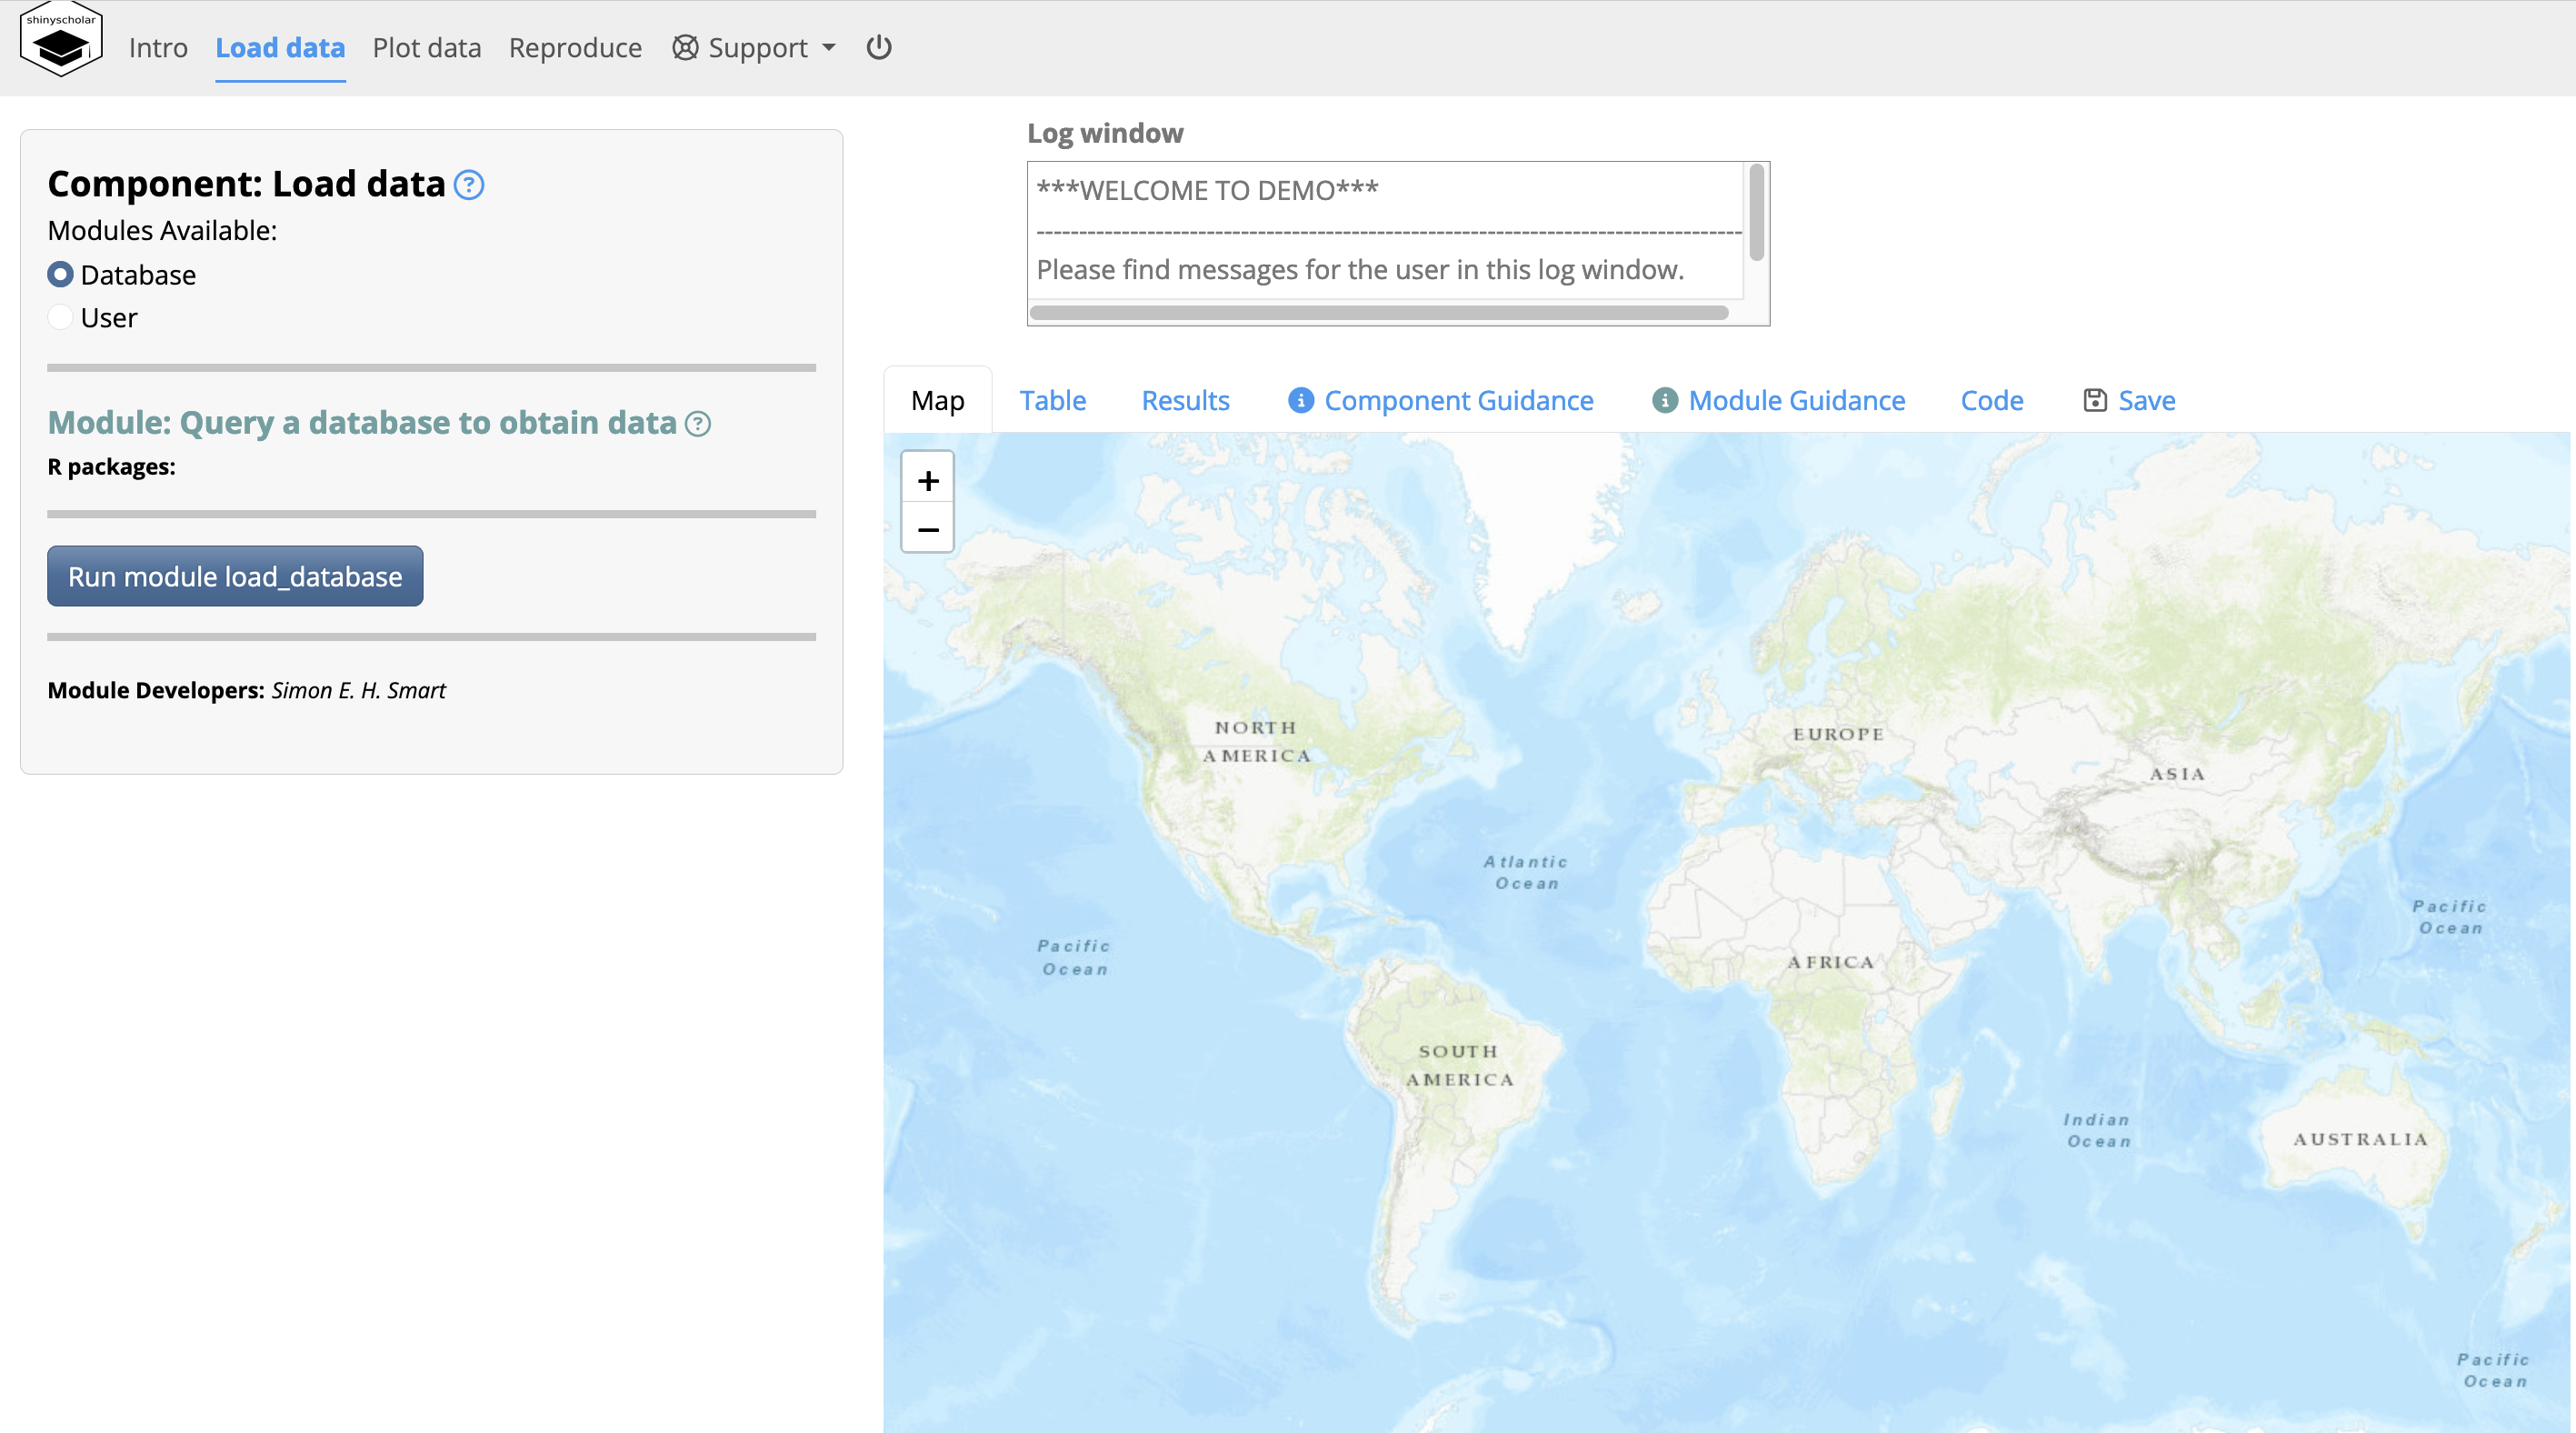 shinyscholar
Intro Load data Plot data Reproduce Support
Component: Load data ?
Modules Available:
Database
User
Module: Query a database to obtain data ?
R packages:
Run module load_database
Module Developers: Simon E. H. Smart
Log window
***WELCOME TO DEMO***
--------------------------------------------------------------------------------
Please find messages for the user in this log window.
Map Table Results i Component Guidance i Module Guidance Code Save
+
−
NORTH
AMERICA
EUROPE
ASIA
Atlantic
Ocean
Pacific
Ocean
Pacific
Ocean
AFRICA
SOUTH
AMERICA
Indian
Ocean
AUSTRALIA
Pacific
Ocean